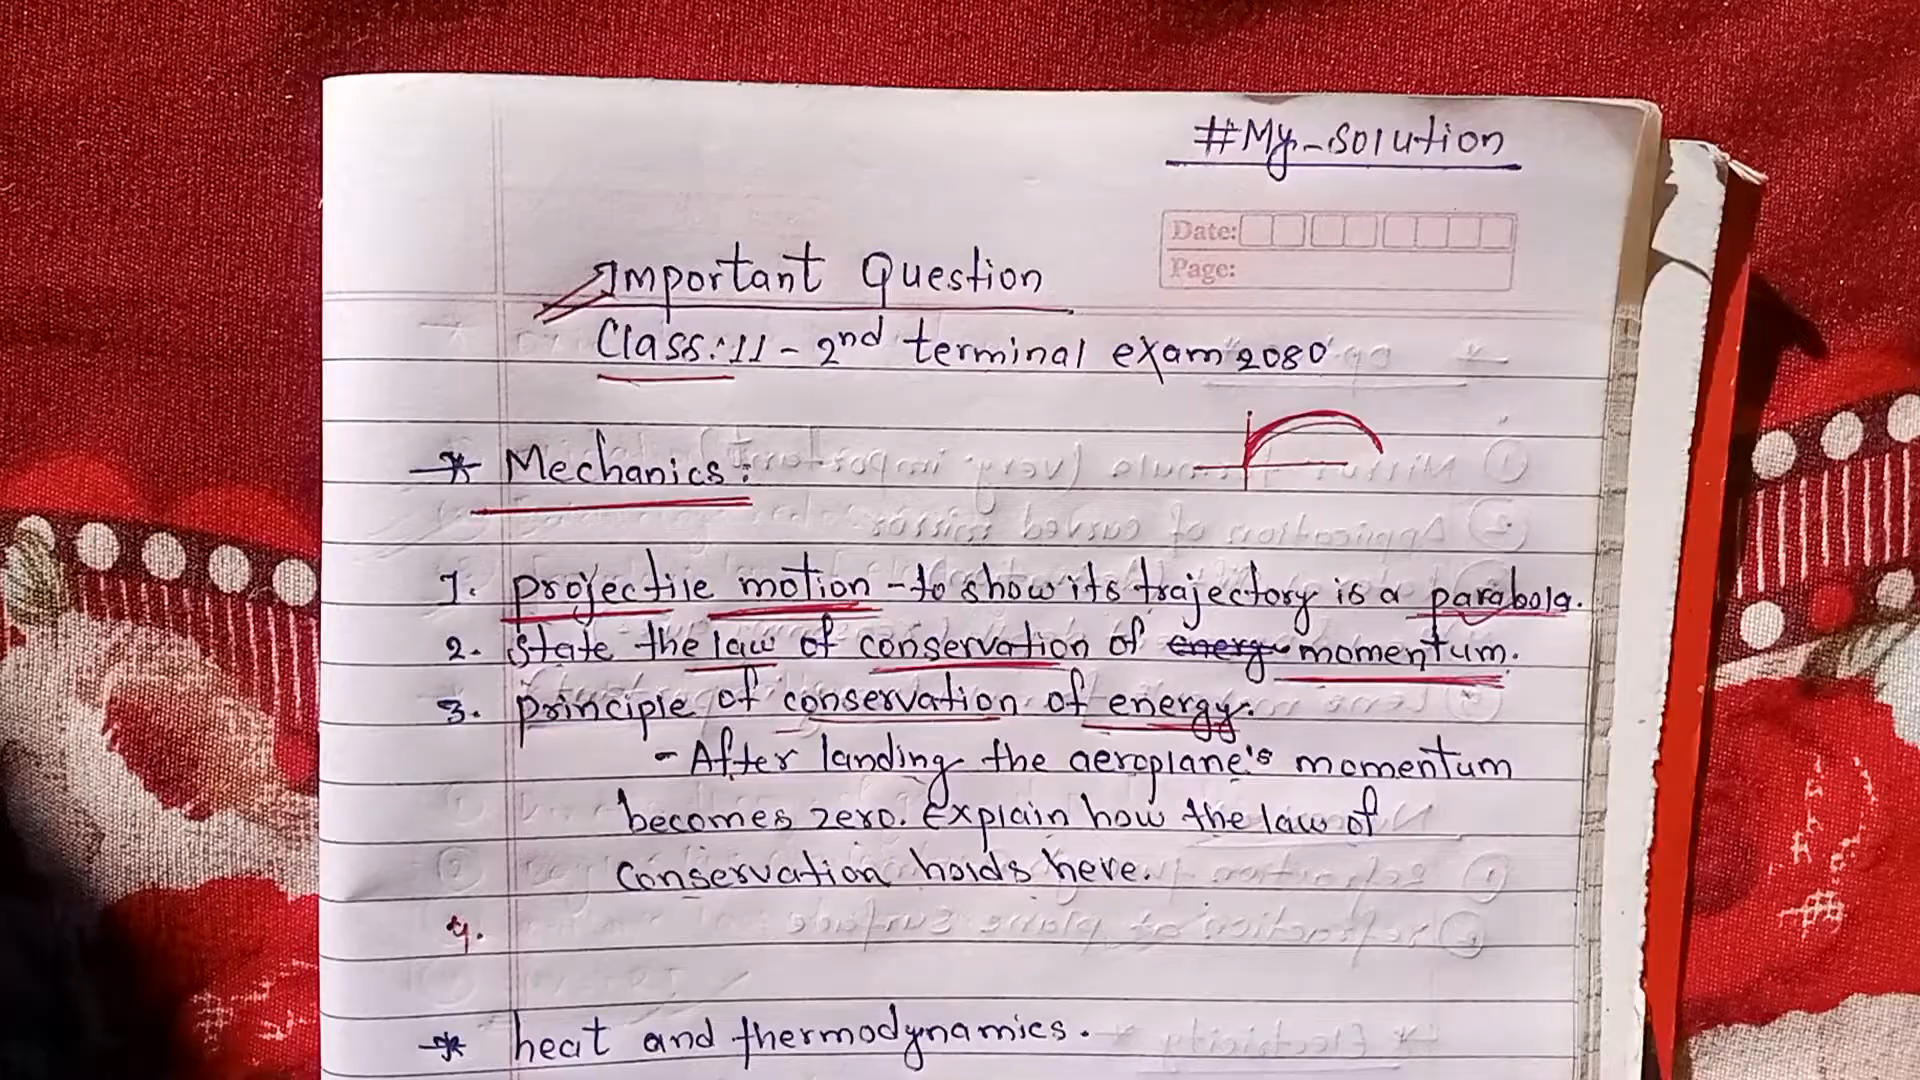 #My-solution
Date:
Page:
Important Question
Class:11 - 2nd terminal exam 2080
* Mechanics:
1. projectile motion - to show its trajectory is a parabola.
2. state the law of conservation of energy momentum.
3. principle of conservation of energy.
- After landing the aeroplane's momentum
becomes zero. Explain how the law of
conservation holds here.
4.
* heat and thermodynamics.